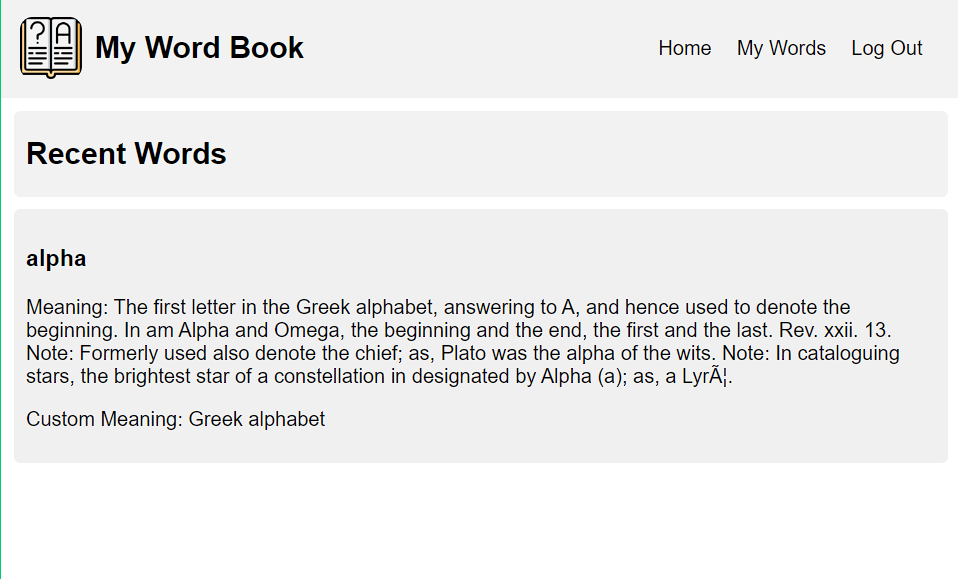 ? A
My Word Book
Home My Words Log Out
Recent Words
alpha
Meaning: The first letter in the Greek alphabet, answering to A, and hence used to denote the
beginning. In am Alpha and Omega, the beginning and the end, the first and the last. Rev. xxii. 13.
Note: Formerly used also denote the chief; as, Plato was the alpha of the wits. Note: In cataloguing
stars, the brightest star of a constellation in designated by Alpha (a); as, a LyrÃ¦.
Custom Meaning: Greek alphabet